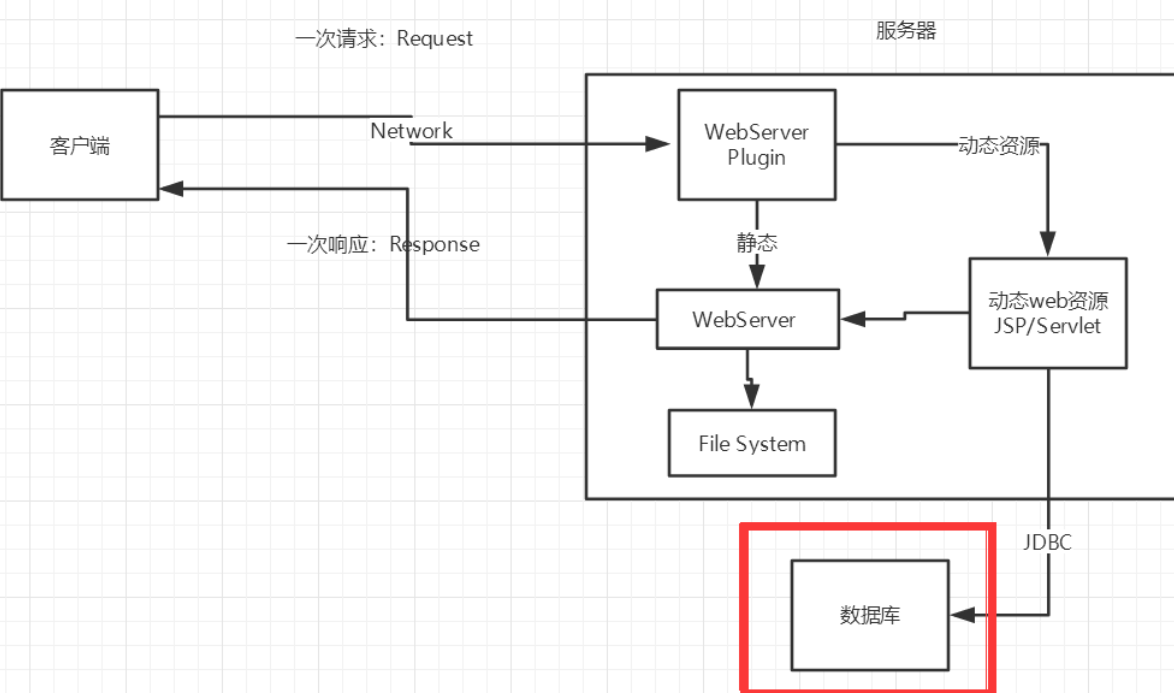 一次请求：Request
服务器
客户端
Network
WebServer
Plugin
动态资源
一次响应：Response
静态
动态web资源
JSP/Servlet
WebServer
File System
JDBC
数据库